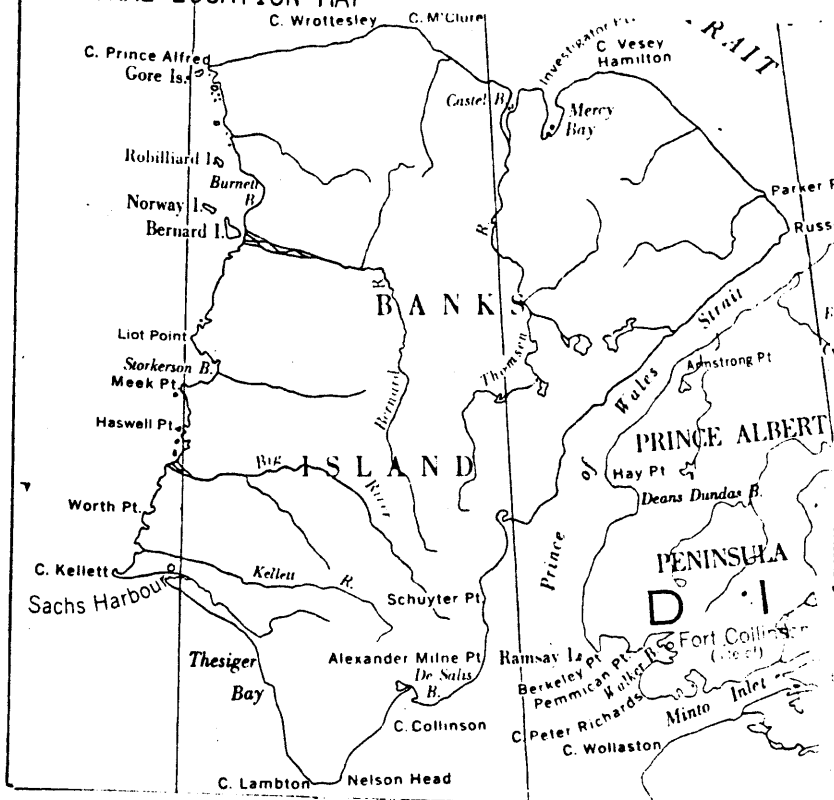 C. Wrottesley
C. M'Clure
C. Prince Alfred
Gore Is.
Investigator Pt.
C. Vesey
Hamilton
RAIT
Castel B.
Mercy
Bay
Robilliard I.
Burnett
B.
Norway I.
Bernard I.
R.
Parker P
Russ
R.
BANKS
Liot Point
Storkerson B.
Meek Pt.
Haswell Pt.
Bernard
Thomsen
Strait
Wales
of
Prince
Armstrong Pt
PRINCE ALBERT
Hay Pt
Deans Dundas B.
Big
River
ISLAND
Worth Pt.
C. Kellett
Sachs Harbour
Kellett
R.
Schuyter Pt.
PENINSULA
D I
Fort Collinson
Thesiger
Bay
Alexander Milne Pt
De Salis
B.
C. Collinson
Ramsay I.
Berkeley Pt
Pemmican Pt.
Walker B.
C. Peter Richards
Minto Inlet
C. Wollaston
C. Lambton
Nelson Head